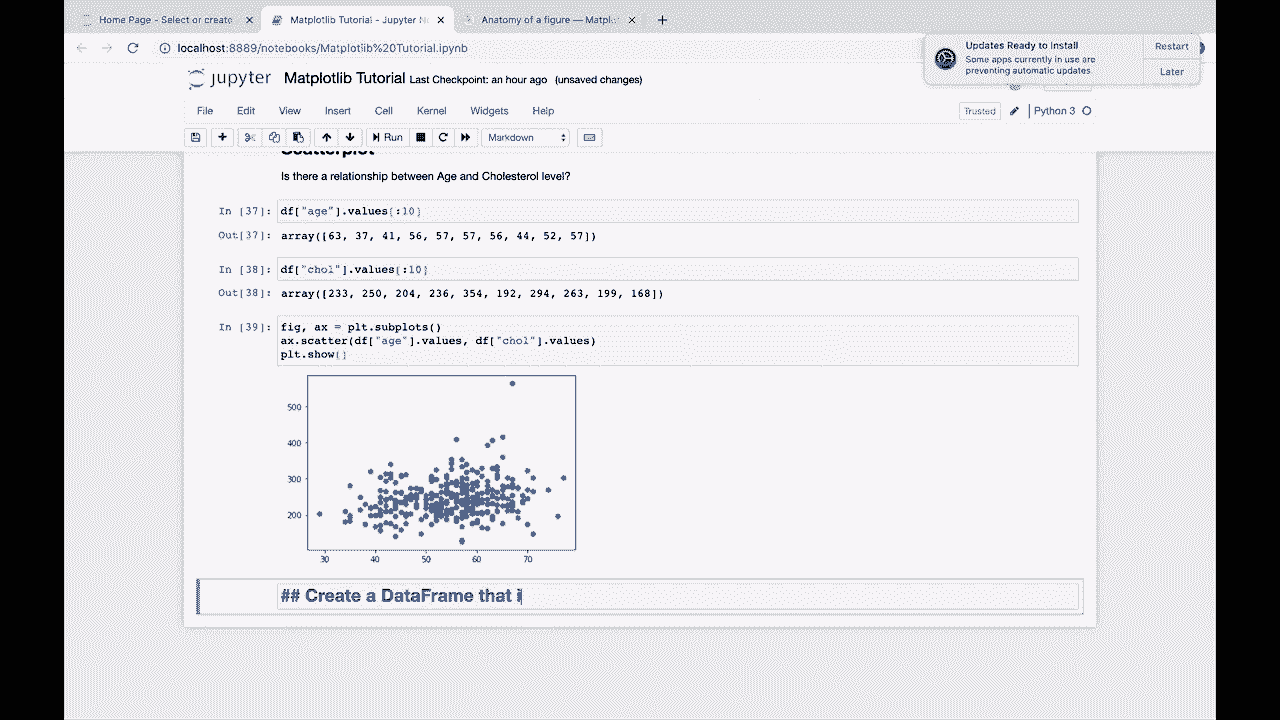 Home Page - Select or create
Matplotlib Tutorial - Jupyter N
Anatomy of a figure — Matpl
localhost:8889/notebooks/Matplotlib%20Tutorial.ipynb
Updates Ready to Install
Some apps currently in use are
preventing automatic updates
Restart
Later
jupyter Matplotlib Tutorial Last Checkpoint: an hour ago (unsaved changes)
File Edit View Insert Cell Kernel Widgets Help
Trusted
Python 3
Run
Markdown
Scatterplot
Is there a relationship between Age and Cholesterol level?
In [37]: df["age"].values[:10]
Out[37]: array([63, 37, 41, 56, 57, 57, 56, 44, 52, 57])
In [38]: df["chol"].values[:10]
Out[38]: array([233, 250, 204, 236, 354, 192, 294, 263, 199, 168])
In [39]: fig, ax = plt.subplots()
ax.scatter(df["age"].values, df["chol"].values)
plt.show()
500
400
300
200
30 40 50 60 70
## Create a DataFrame that i